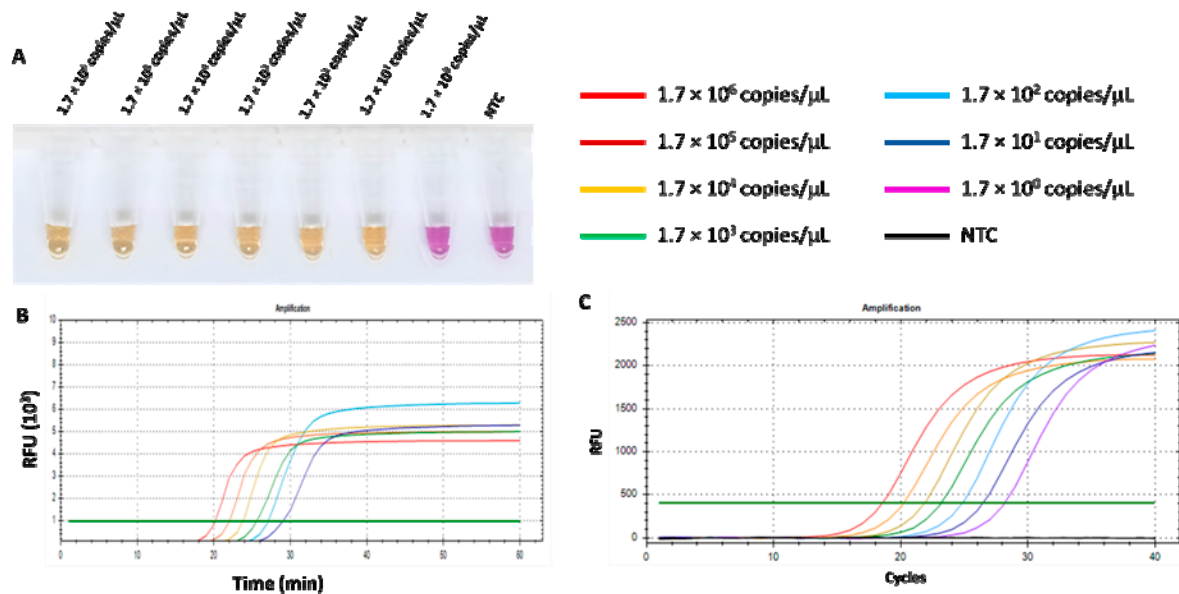 A
1.7 × 10⁶ copies/µL
1.7 × 10⁵ copies/µL
1.7 × 10⁴ copies/µL
1.7 × 10³ copies/µL
1.7 × 10² copies/µL
1.7 × 10¹ copies/µL
1.7 × 10⁰ copies/µL
NTC
1.7 × 10⁶ copies/µL
1.7 × 10⁵ copies/µL
1.7 × 10⁴ copies/µL
1.7 × 10³ copies/µL
1.7 × 10² copies/µL
1.7 × 10¹ copies/µL
1.7 × 10⁰ copies/µL
NTC
B
Amplification
RFU (10³)
10
9
8
7
6
5
4
3
2
1
0 10 20 30 40 50 60
Time (min)
C
Amplification
RFU
2500
2000
1500
1000
500
0
10 20 30 40
Cycles